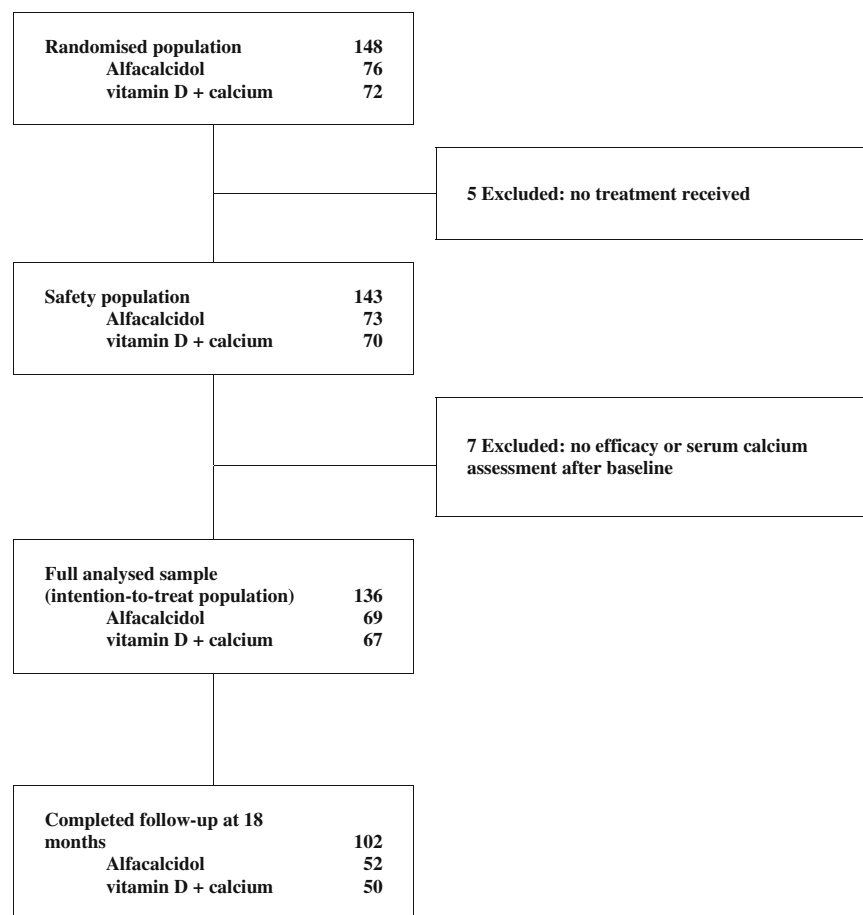 Randomised population 148
Alfacalcidol 76
vitamin D + calcium 72
5 Excluded: no treatment received
Safety population 143
Alfacalcidol 73
vitamin D + calcium 70
7 Excluded: no efficacy or serum calcium
assessment after baseline
Full analysed sample
(intention-to-treat population) 136
Alfacalcidol 69
vitamin D + calcium 67
Completed follow-up at 18
months 102
Alfacalcidol 52
vitamin D + calcium 50